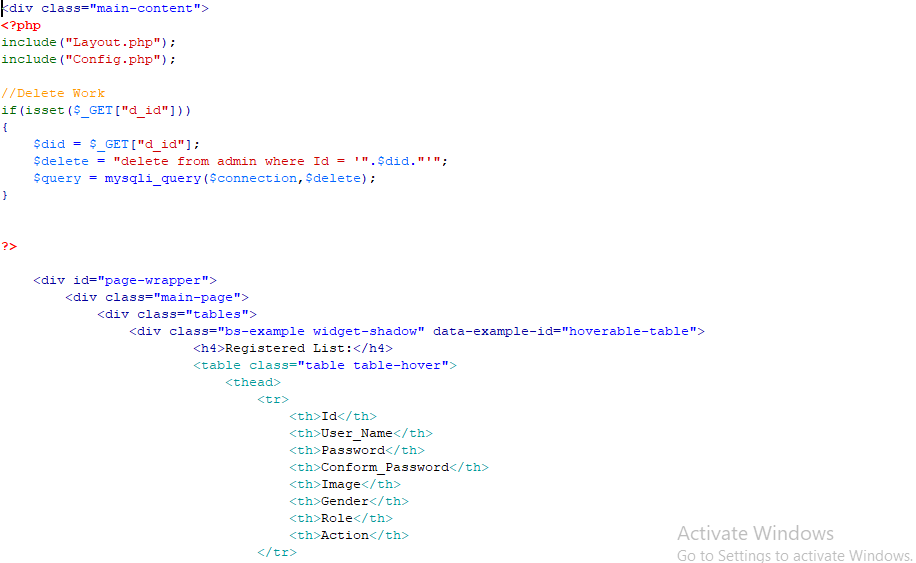 <div class="main-content">
<?php
include("Layout.php");
include("Config.php");
//Delete Work
if(isset($_GET["d_id"]))
{
$did = $_GET["d_id"];
$delete = "delete from admin where Id = '".$did."'";
$query = mysqli_query($connection,$delete);
}
?>
<div id="page-wrapper">
<div class="main-page">
<div class="tables">
<div class="bs-example widget-shadow" data-example-id="hoverable-table">
<h4>Registered List:</h4>
<table class="table table-hover">
<thead>
<tr>
<th>Id</th>
<th>User_Name</th>
<th>Password</th>
<th>Conform_Password</th>
<th>Image</th>
<th>Gender</th>
<th>Role</th>
<th>Action</th>
</tr>
Activate Windows
Go to Settings to activate Windows.